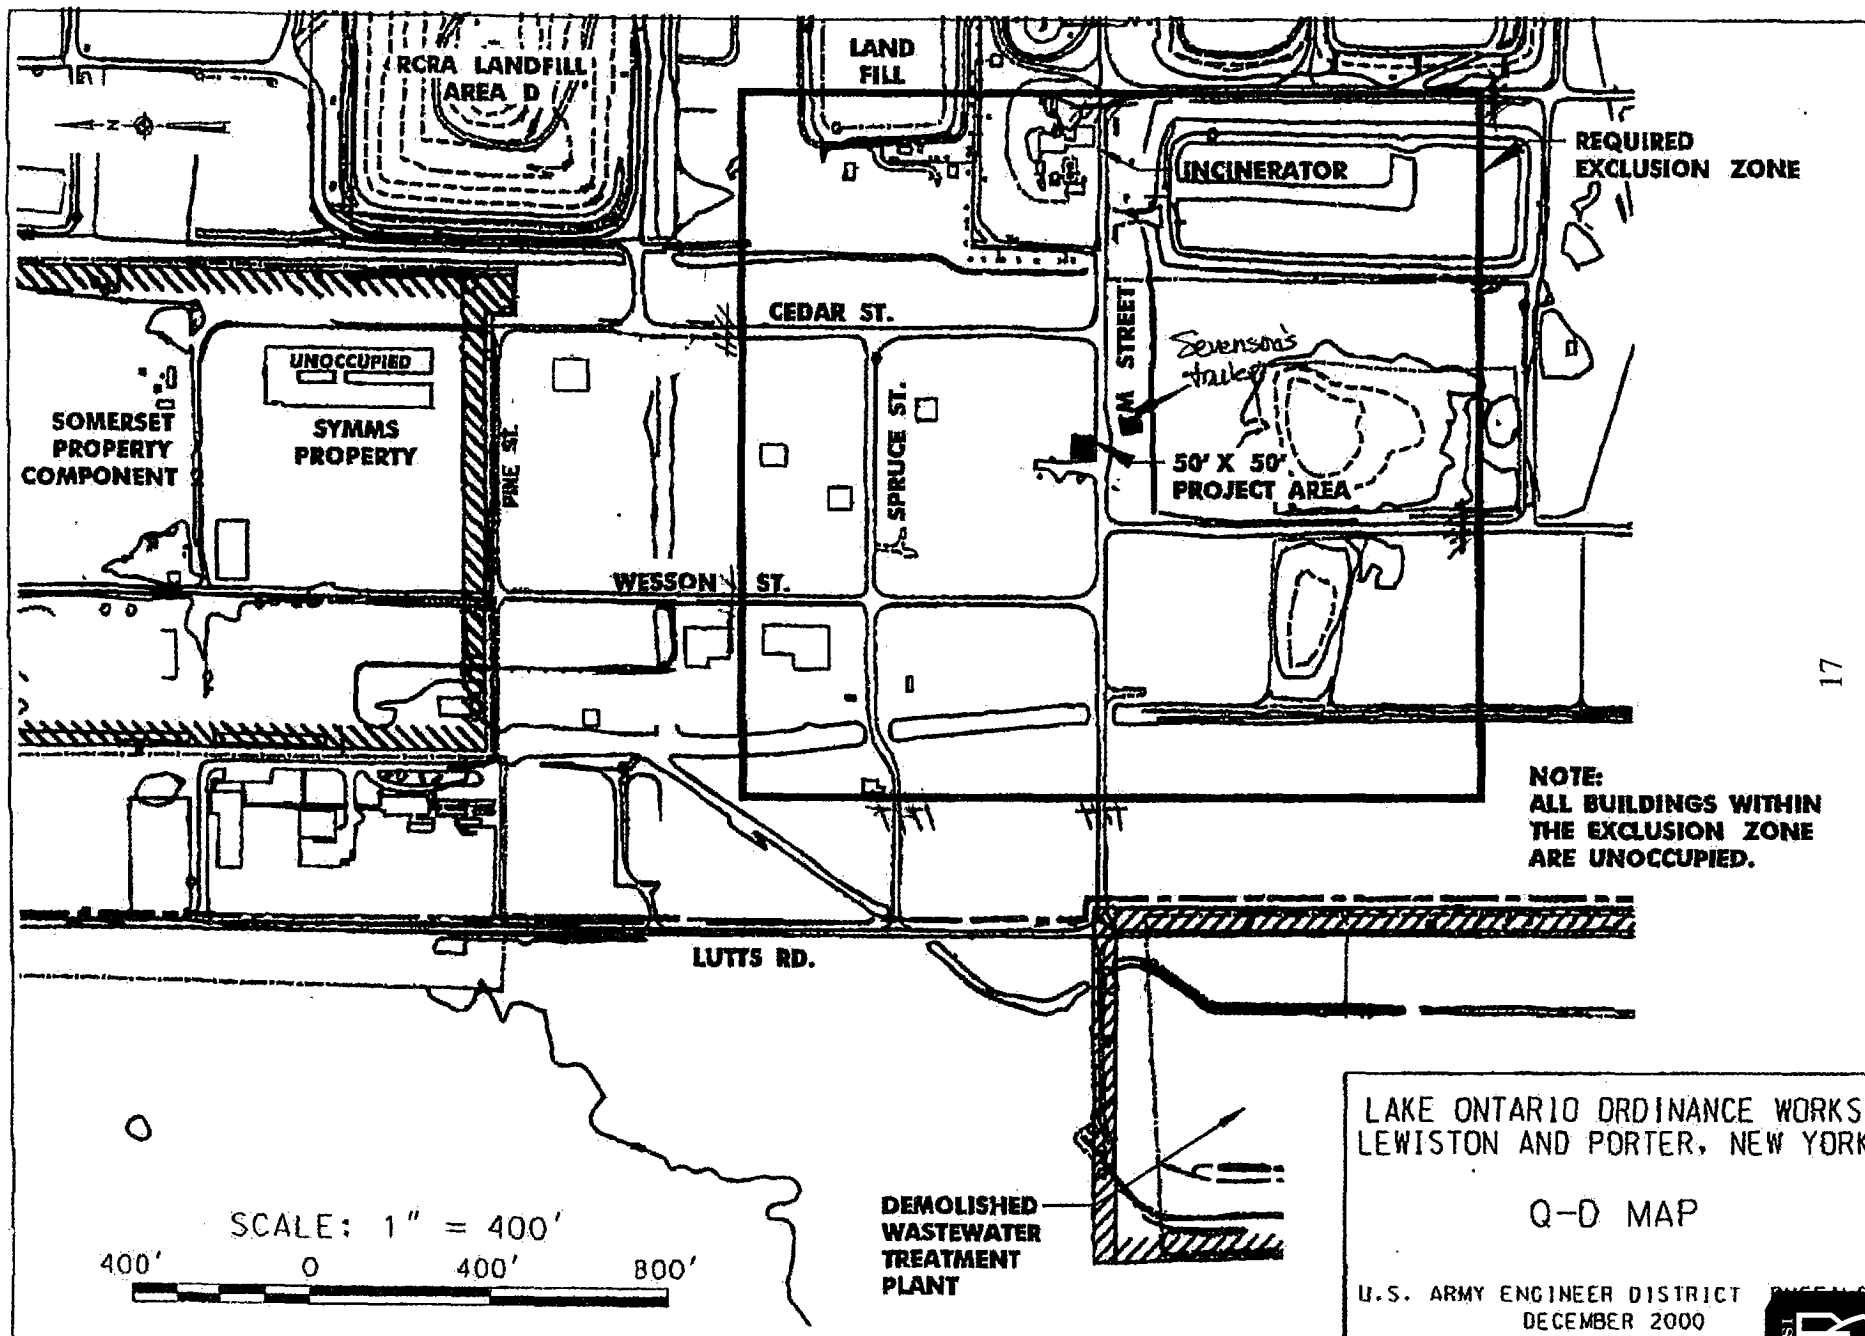 RCRA LANDFILL
AREA D
LAND
FILL
N
REQUIRED
EXCLUSION ZONE
INCINERATOR
CEDAR ST.
M STREET
Sevenson's
trailer
UNOCCUPIED
SOMERSET
PROPERTY
COMPONENT
SYMMS
PROPERTY
PINE ST.
SPRUCE ST.
50' X 50'
PROJECT AREA
WESSON ST.
17
NOTE:
ALL BUILDINGS WITHIN
THE EXCLUSION ZONE
ARE UNOCCUPIED.
LUTTS RD.
DEMOLISHED
WASTEWATER
TREATMENT
PLANT
SCALE: 1" = 400'
400' 0 400' 800'
LAKE ONTARIO ORDINANCE WORKS
LEWISTON AND PORTER, NEW YORK
Q-D MAP
U.S. ARMY ENGINEER DISTRICT
DECEMBER 2000